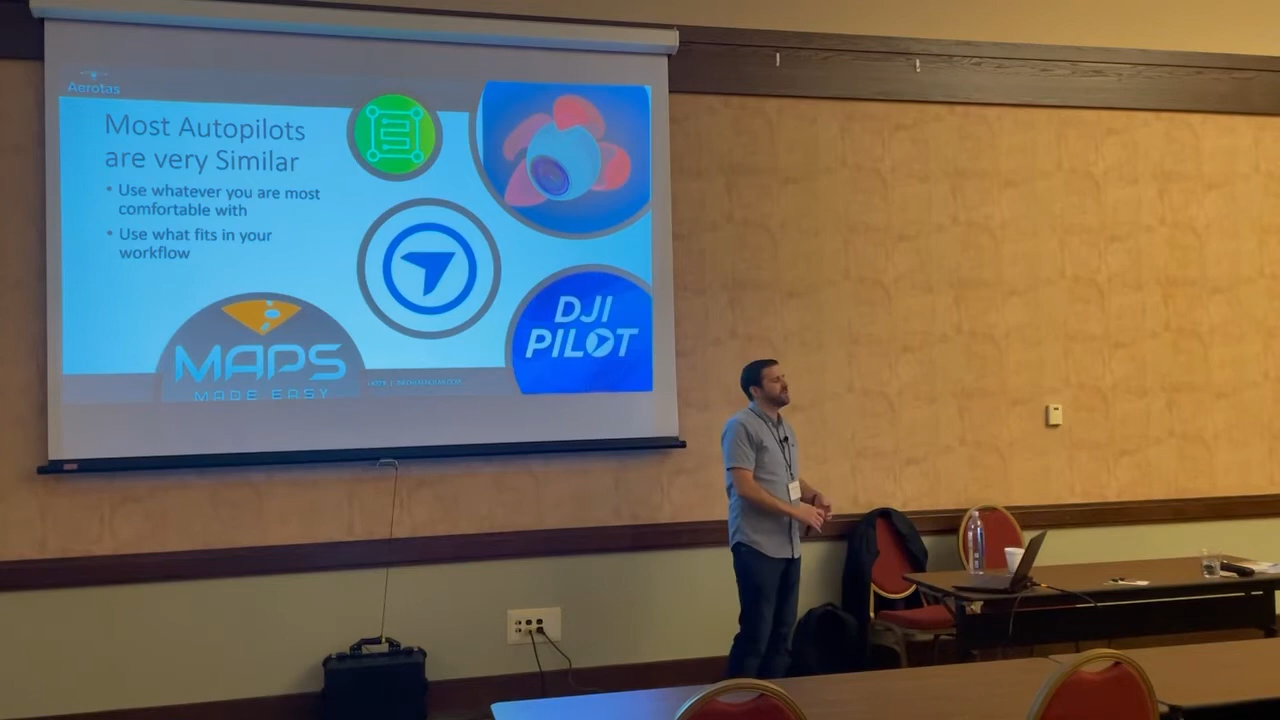 Aerotas
Most Autopilots
are very Similar
• Use whatever you are most
comfortable with
• Use what fits in your
workflow
DJI
PILOT
MAPS
MADE EASY